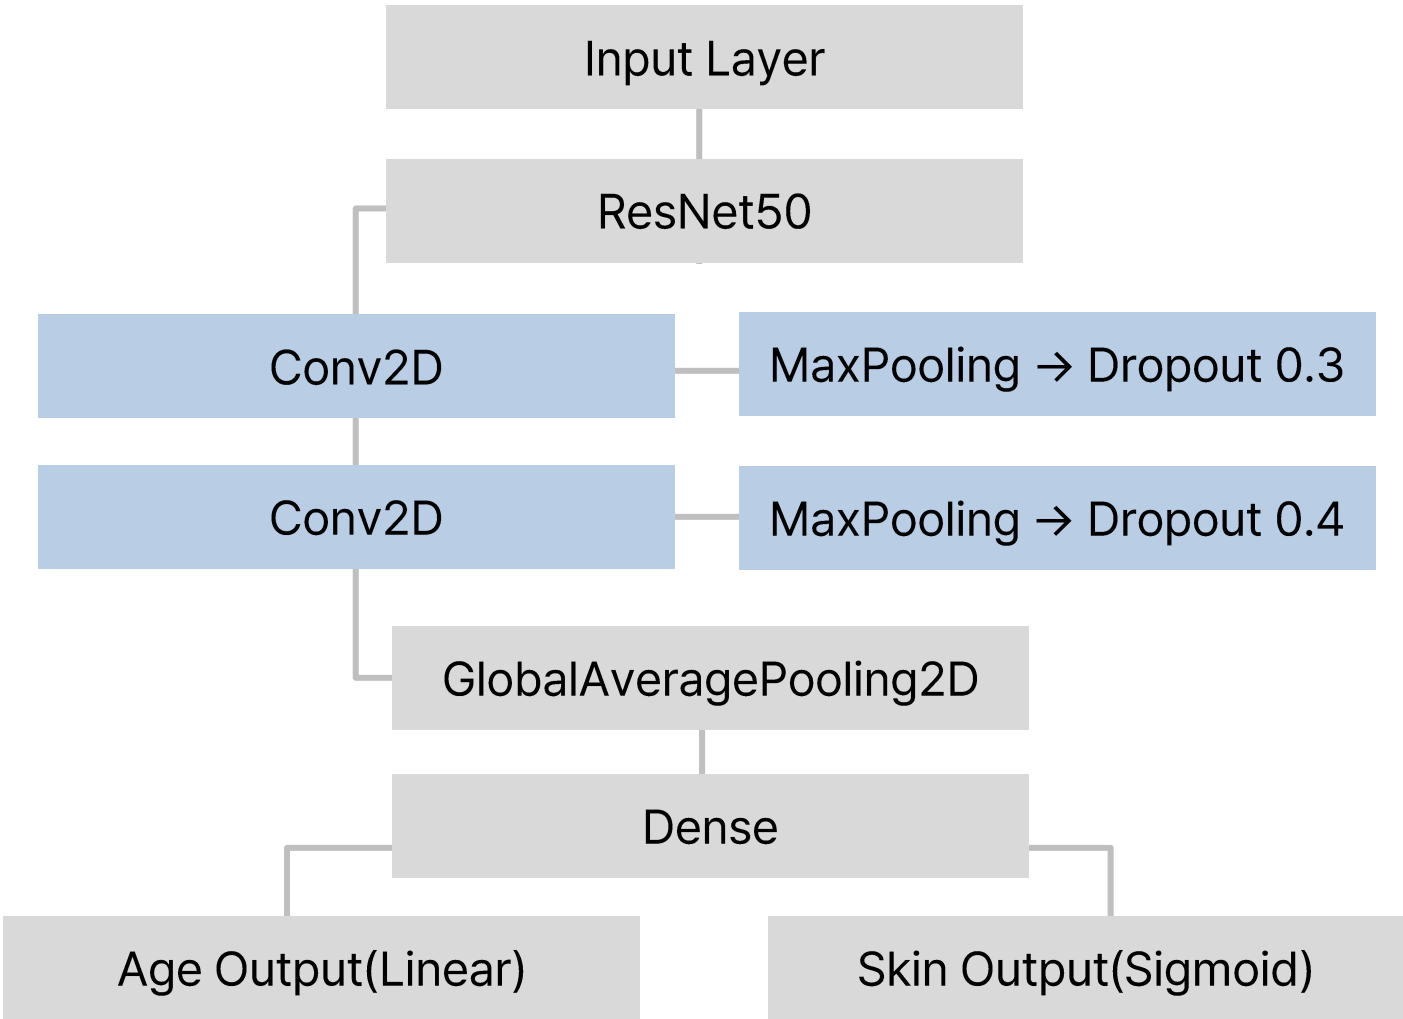 Input Layer
ResNet50
Conv2D
MaxPooling → Dropout 0.3
Conv2D
MaxPooling → Dropout 0.4
GlobalAveragePooling2D
Dense
Age Output(Linear)
Skin Output(Sigmoid)